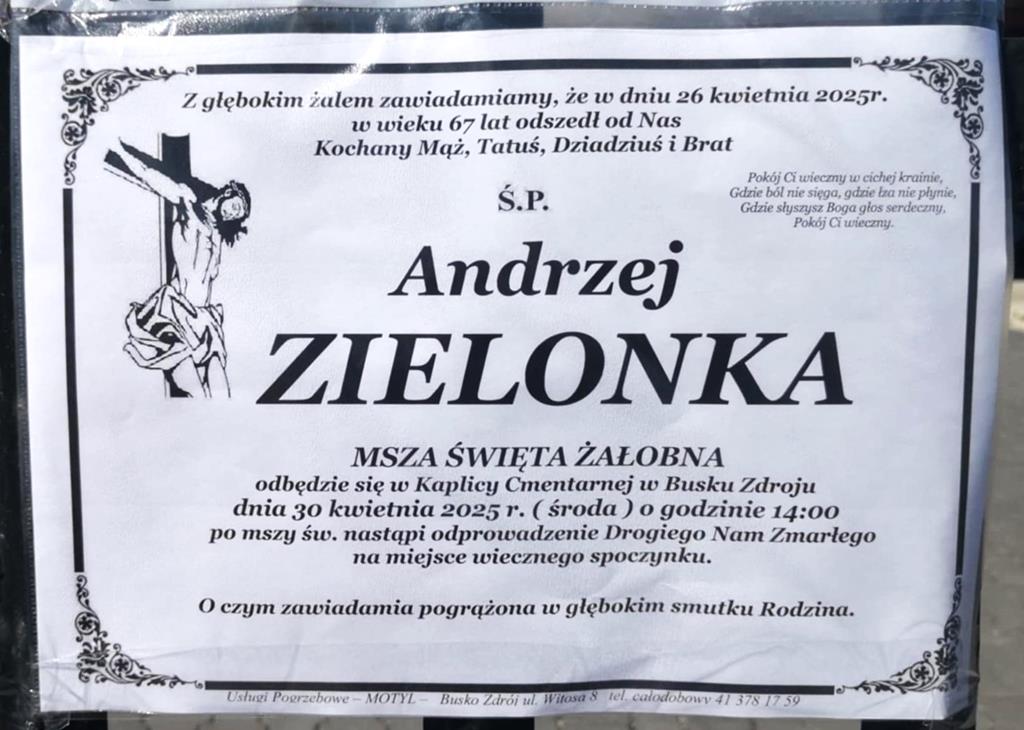 Z głębokim żalem zawiadamiamy, że w dniu 26 kwietnia 2025r.
w wieku 67 lat odszedł od Nas
Kochany Mąż, Tatuś, Dziadziuś i Brat
Pokój Ci wieczny w cichej krainie,
Gdzie ból nie sięga, gdzie łza nie płynie,
Gdzie słyszysz Boga głos serdeczny,
Pokój Ci wieczny.
Ś.P.
Andrzej
ZIELONKA
MSZA ŚWIĘTA ŻAŁOBNA
odbędzie się w Kaplicy Cmentarnej w Busku Zdroju
dnia 30 kwietnia 2025 r. ( środa ) o godzinie 14:00
po mszy św. nastąpi odprowadzenie Drogiego Nam Zmarłego
na miejsce wiecznego spoczynku.
O czym zawiadamia pogrążona w głębokim smutku Rodzina.
Usługi Pogrzebowe – MOTYL – Busko Zdrój ul. Witosa 8 tel. całodobowy 41 378 17 59